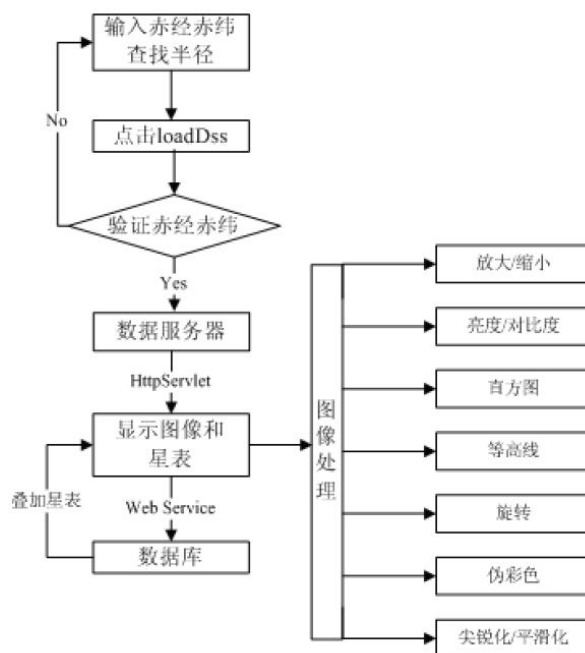 输入赤经赤纬
查找半径
No
点击loadDss
验证赤经赤纬
Yes
数据服务器
HttpServlet
显示图像和
星表
叠加星表
Web Service
数据库
图像处理
放大/缩小
亮度/对比度
直方图
等高线
旋转
伪彩色
尖锐化/平滑化